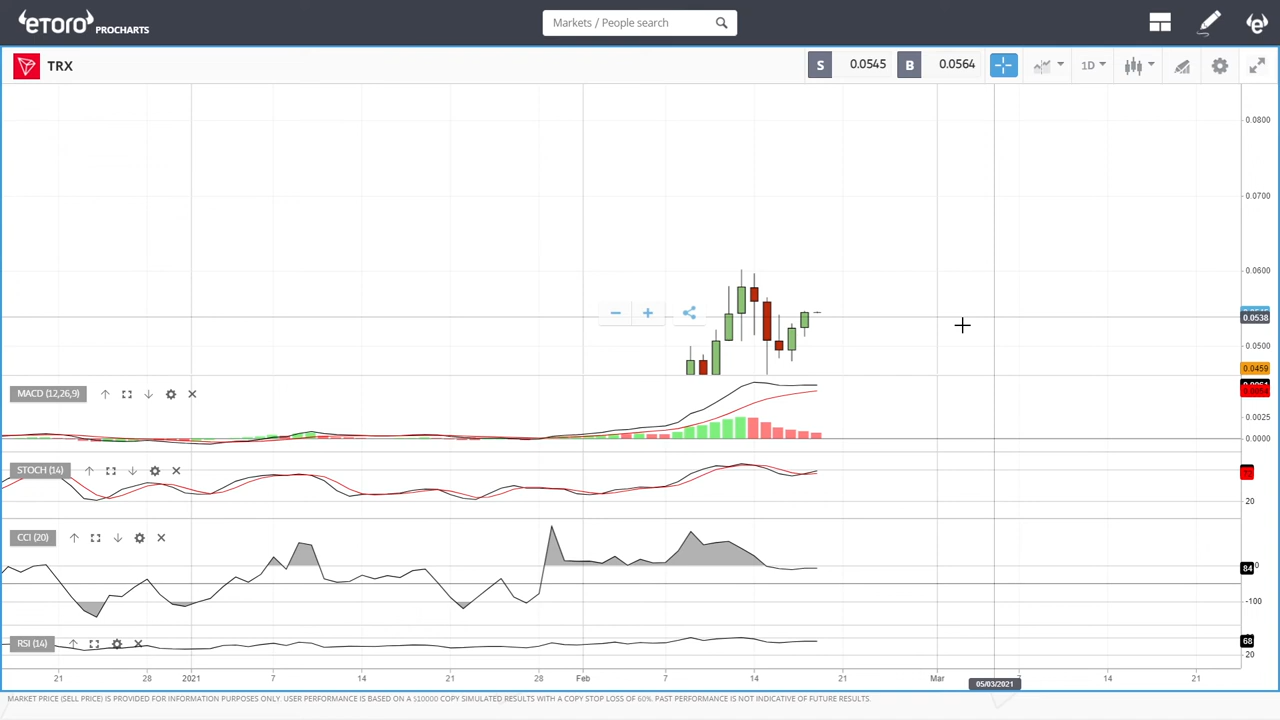 eTORO PROCHARTS
Markets / People search
TRX
S 0.0545 B 0.0564
1D
0.0800
0.0700
0.0600
0.0538
0.0500
0.0459
MACD (12,26,9)
0.0025
0.0000
STOCH (14)
20
CCI (20)
84
-100
RSI (14)
68
20
21 28 2021 7 14 21 28 Feb 7 14 21 Mar 7 14 21
05/03/2021
MARKET PRICE (SELL PRICE) IS PROVIDED FOR INFORMATION PURPOSES ONLY. USER PERFORMANCE IS BASED ON A $10000 COPY SIMULATED RESULTS WITH A COPY STOP LOSS OF 60%. PAST PERFORMANCE IS NOT INDICATIVE OF FUTURE RESULTS.